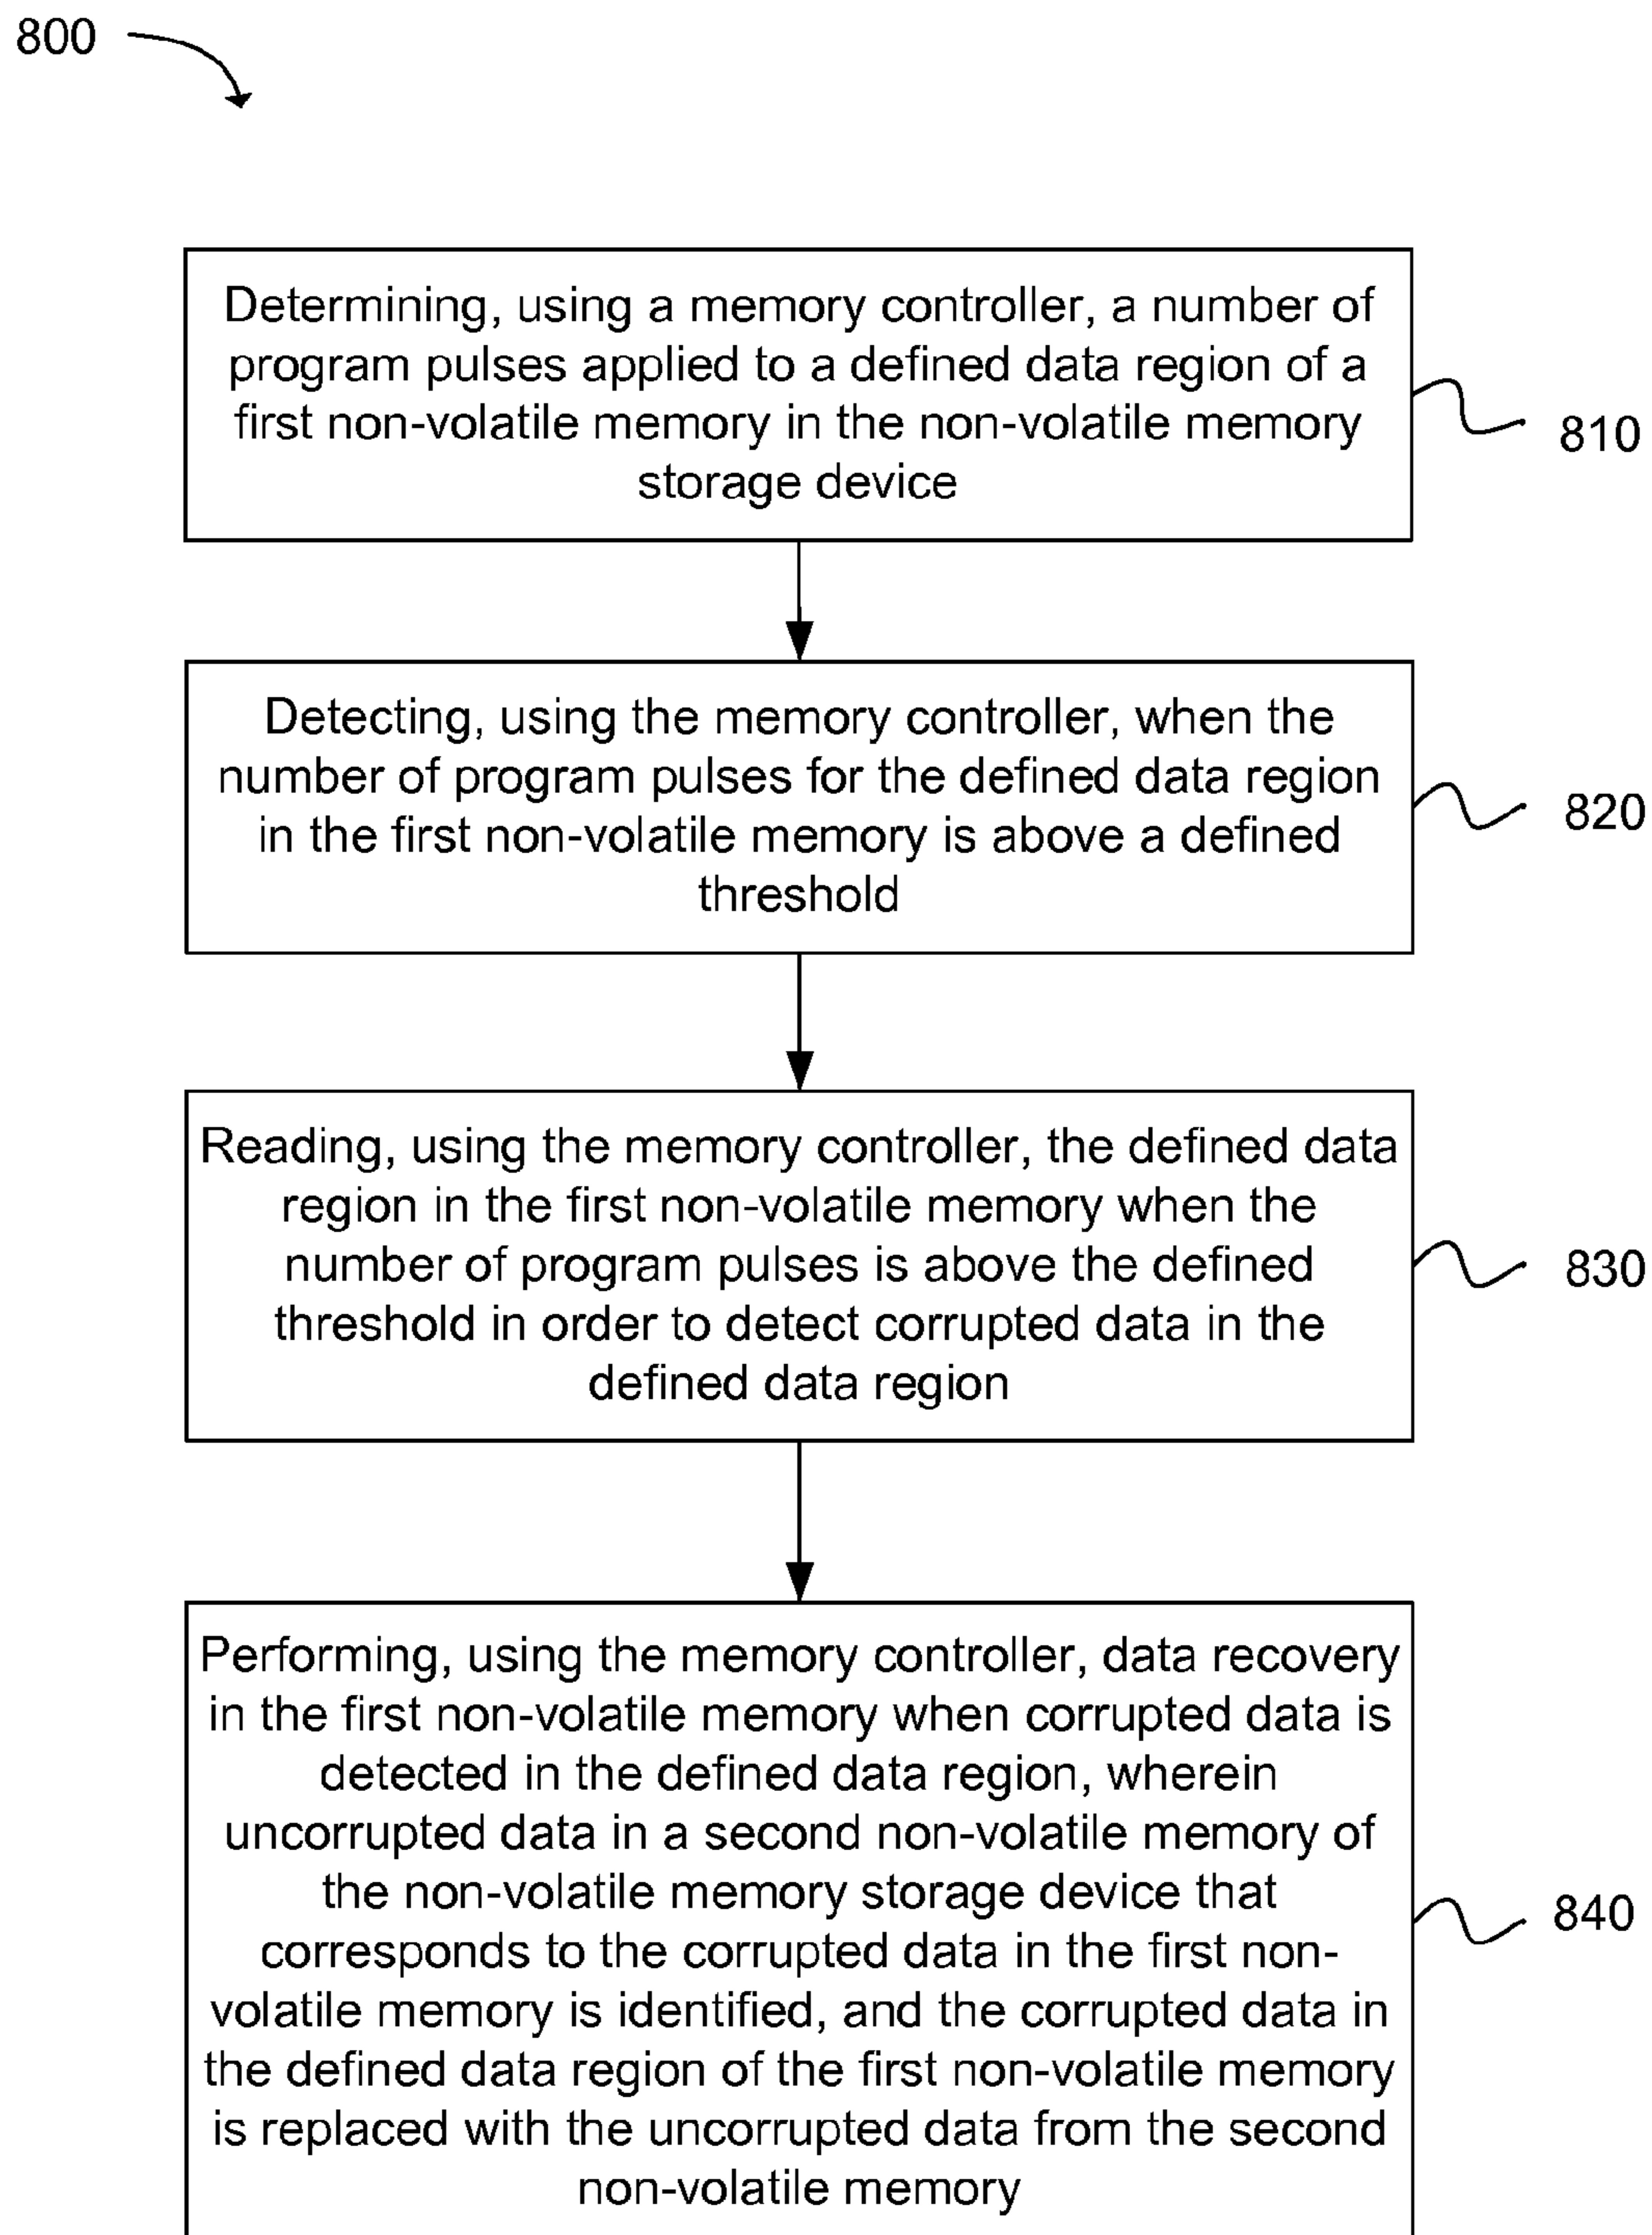 800
Determining, using a memory controller, a number of
program pulses applied to a defined data region of a
first non-volatile memory in the non-volatile memory
storage device
810
Detecting, using the memory controller, when the
number of program pulses for the defined data region
in the first non-volatile memory is above a defined
threshold
820
Reading, using the memory controller, the defined data
region in the first non-volatile memory when the
number of program pulses is above the defined
threshold in order to detect corrupted data in the
defined data region
830
Performing, using the memory controller, data recovery
in the first non-volatile memory when corrupted data is
detected in the defined data region, wherein
uncorrupted data in a second non-volatile memory of
the non-volatile memory storage device that
corresponds to the corrupted data in the first non-
volatile memory is identified, and the corrupted data in
the defined data region of the first non-volatile memory
is replaced with the uncorrupted data from the second
non-volatile memory
840